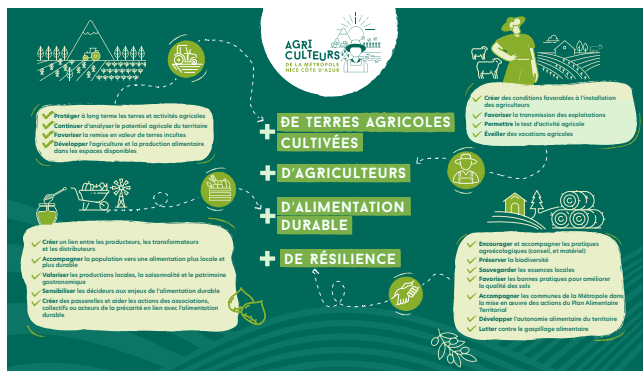 AGRI
CULTEURS
DE LA MÉTROPOLE
NICE CÔTE D'AZUR
Protéger à long terme les terres et activités agricoles
Continuer d'analyser le potentiel agricole du territoire
Favoriser la remise en valeur de terres incultes
Développer l'agriculture et la production alimentaire
dans les espaces disponibles
Créer des conditions favorables à l'installation
des agriculteurs
Favoriser la transmission des exploitations
Permettre le test d'activité agricole
Éveiller des vocations agricoles
+ DE TERRES AGRICOLES
CULTIVÉES
+ D'AGRICULTEURS
+ D'ALIMENTATION
DURABLE
+ DE RÉSILIENCE
Créer un lien entre les producteurs, les transformateurs
et les distributeurs
Accompagner la population vers une alimentation plus locale et
plus durable
Valoriser les productions locales, la saisonnalité et le patrimoine
gastronomique
Sensibiliser les décideurs aux enjeux de l'alimentation durable
Créer des passerelles et aider les actions des associations,
collectifs ou acteurs de la précarité en lien avec l'alimentation
durable
Encourager et accompagner les pratiques
agroécologiques (conseil, et matériel)
Préserver la biodiversité
Sauvegarder les essences locales
Favoriser les bonnes pratiques pour améliorer
la qualité des sols
Accompagner les communes de la Métropole dans
la mise en œuvre des actions du Plan Alimentaire
Territorial
Développer l'autonomie alimentaire du territoire
Lutter contre le gaspillage alimentaire